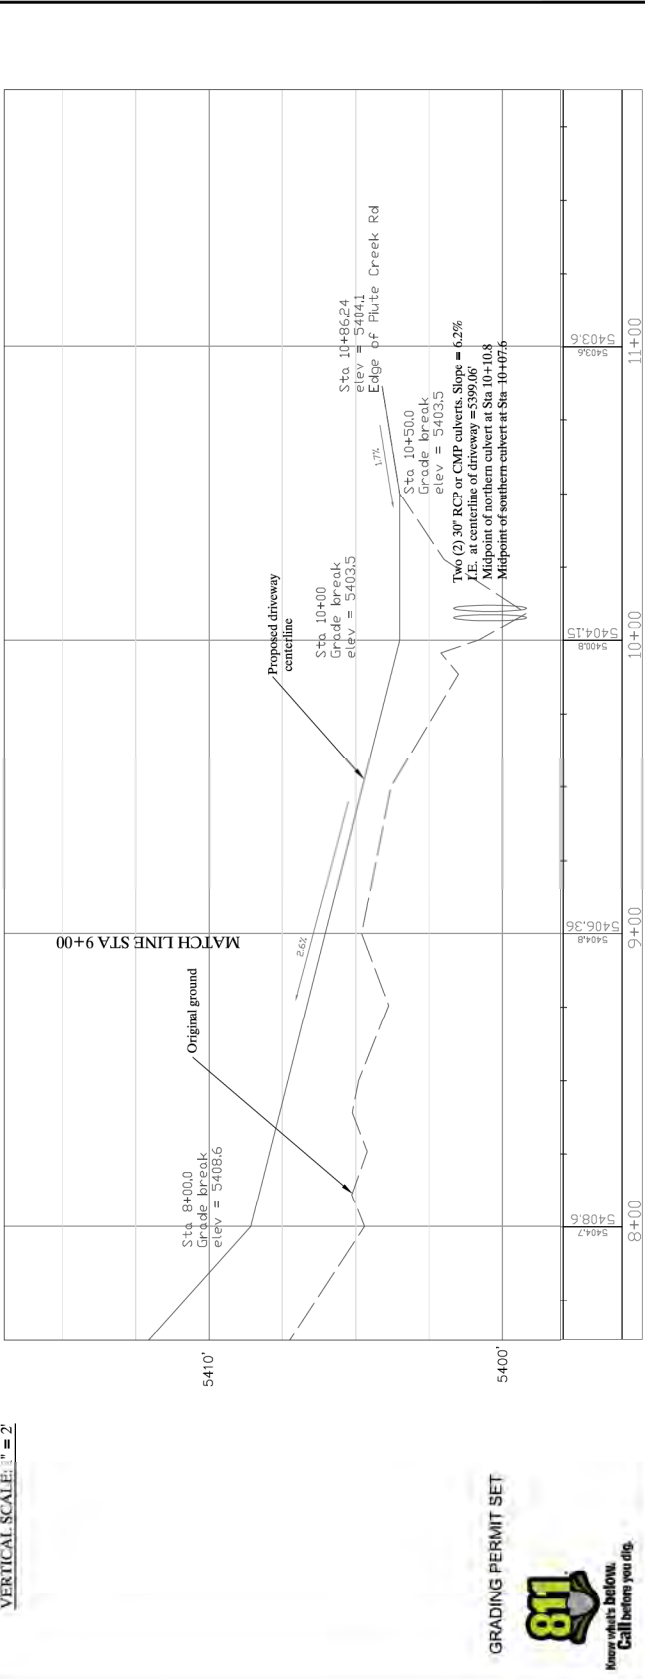 VERTICAL SCALE: 1" = 2'
5410'
5400'
Sta 8+00.0
Grade break
elev = 5408.6
Original ground
MATCH LINE STA 9+00
2.6%
Proposed driveway
centerline
Sta 10+00
Grade break
elev = 5403.5
1.7%
Sta 10+50.0
Grade break
elev = 5403.5
Sta 10+86.24
elev = 5404.1
Edge of Piute Creek Rd
Two (2) 30" RCP or CMP culverts. Slope = 6.2%
I.E. at centerline of driveway =5399.06'
Midpoint of northern culvert at Sta 10+10.8
Midpoint of southern culvert at Sta 10+07.6
5408.6
5404.7
8+00
5406.36
5404.8
9+00
5404.15
5400.8
10+00
5403.6
5403.6
11+00
GRADING PERMIT SET
811
Know what's below.
Call before you dig.